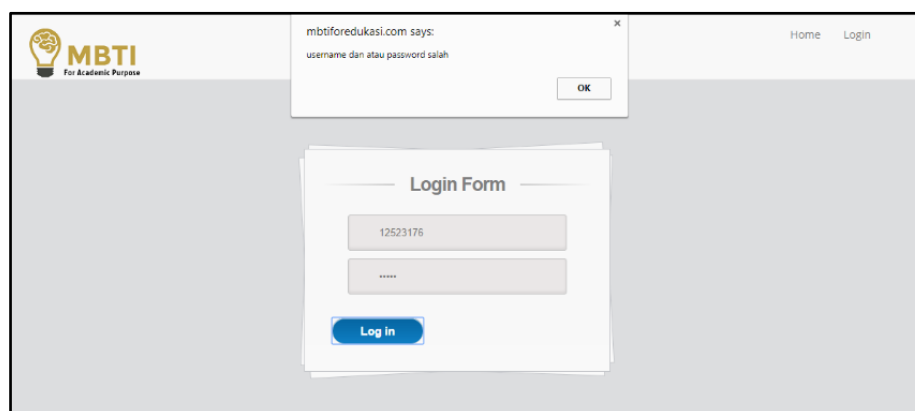 mbtiforedukasi.com says:
×
username dan atau password salah
OK
MBTI
For Academic Purpose
Home Login
Login Form
12523176
•••••
Log in